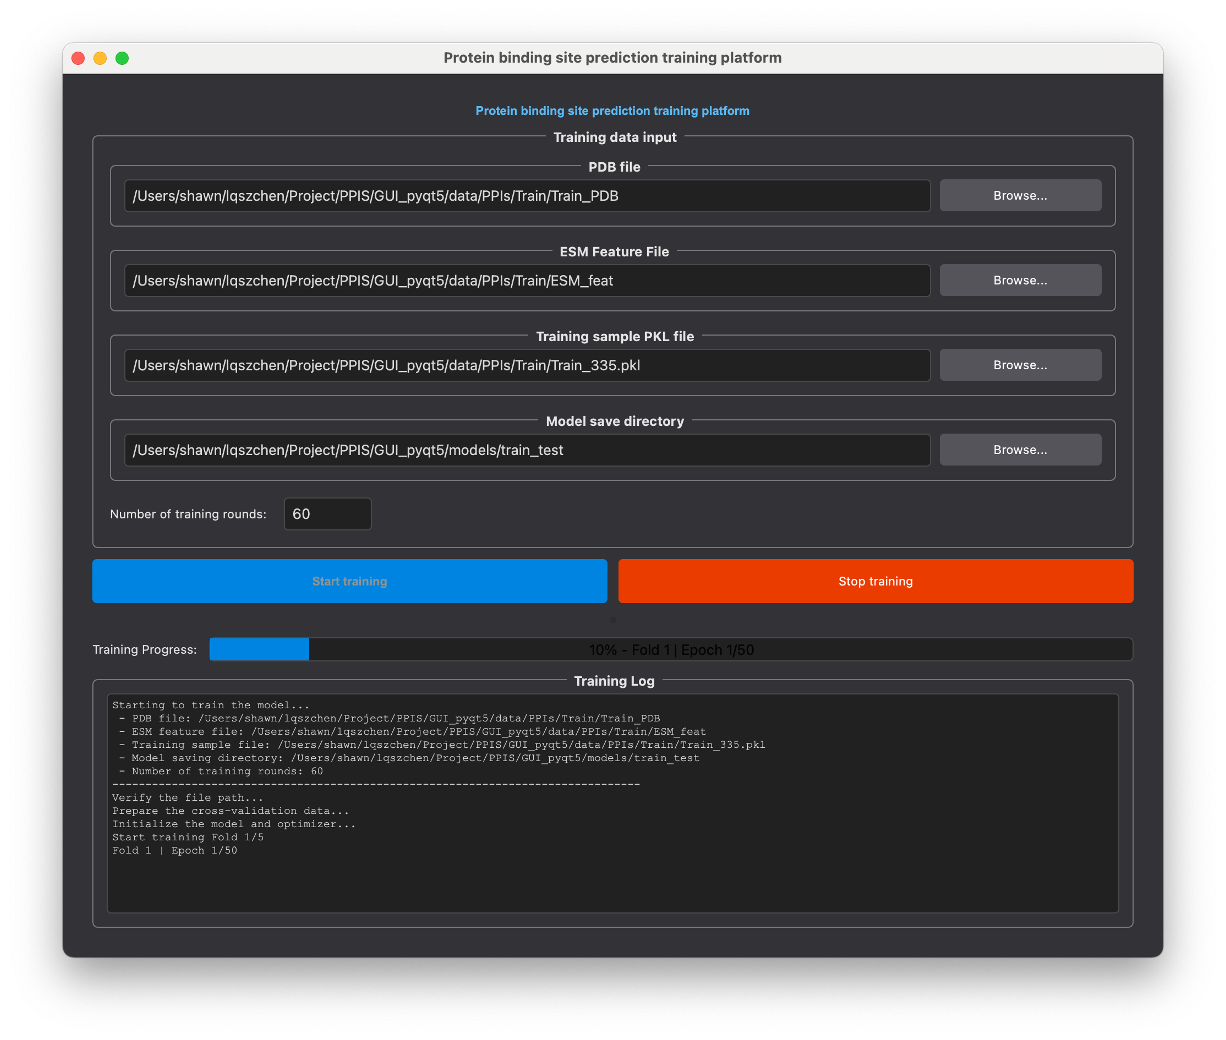 Protein binding site prediction training platform
Protein binding site prediction training platform
Training data input
PDB file
/Users/shawn/lqszchen/Project/PPIS/GUI_pyqt5/data/PPIs/Train/Train_PDB
Browse...
ESM Feature File
/Users/shawn/lqszchen/Project/PPIS/GUI_pyqt5/data/PPIs/Train/ESM_feat
Browse...
Training sample PKL file
/Users/shawn/lqszchen/Project/PPIS/GUI_pyqt5/data/PPIs/Train/Train_335.pkl
Browse...
Model save directory
/Users/shawn/lqszchen/Project/PPIS/GUI_pyqt5/models/train_test
Browse...
Number of training rounds: 60
Start training
Stop training
Training Progress: 10% - Fold 1 | Epoch 1/50
Training Log
Starting to train the model...
- PDB file: /Users/shawn/lqszchen/Project/PPIS/GUI_pyqt5/data/PPIs/Train/Train_PDB
- ESM feature file: /Users/shawn/lqszchen/Project/PPIS/GUI_pyqt5/data/PPIs/Train/ESM_feat
- Training sample file: /Users/shawn/lqszchen/Project/PPIS/GUI_pyqt5/data/PPIs/Train/Train_335.pkl
- Model saving directory: /Users/shawn/lqszchen/Project/PPIS/GUI_pyqt5/models/train_test
- Number of training rounds: 60
--------------------------------------------------------------------------------
Verify the file path...
Prepare the cross-validation data...
Initialize the model and optimizer...
Start training Fold 1/5
Fold 1 | Epoch 1/50